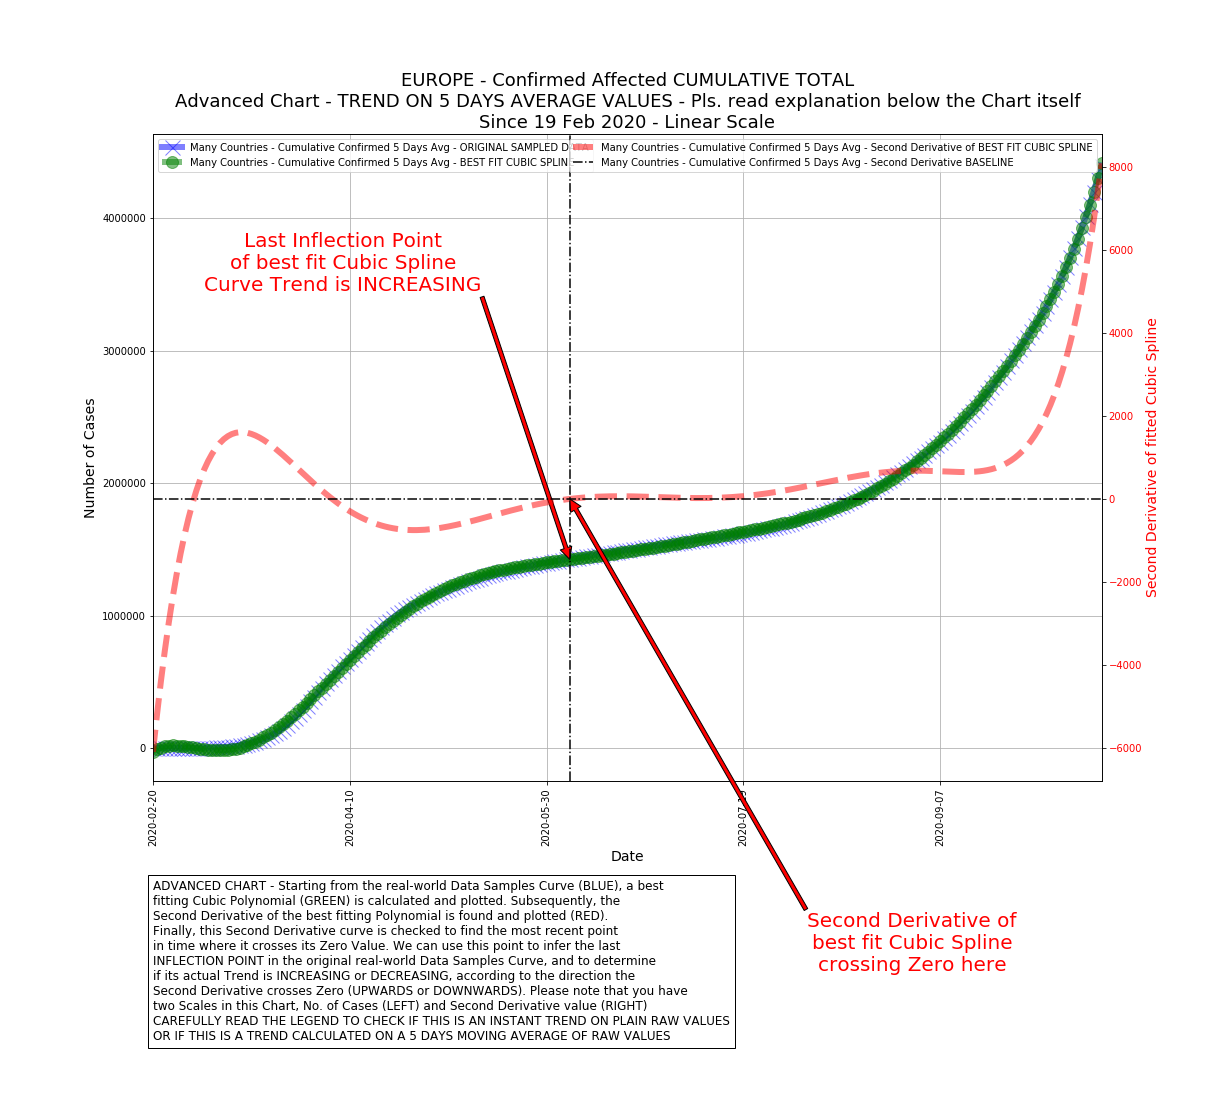 EUROPE - Confirmed Affected CUMULATIVE TOTAL
Advanced Chart - TREND ON 5 DAYS AVERAGE VALUES - Pls. read explanation below the Chart itself
Since 19 Feb 2020 - Linear Scale
Many Countries - Cumulative Confirmed 5 Days Avg - ORIGINAL SAMPLED
Many Countries - Cumulative Confirmed 5 Days Avg - BEST FIT CUBIC SPLIN
Many Countries - Cumulative Confirmed 5 Days Avg - Second Derivative of BEST FIT CUBIC SPLINE
Many Countries - Cumulative Confirmed 5 Days Avg - Second Derivative BASELINE
Last Inflection Point
of best fit Cubic Spline
Curve Trend is INCREASING
Number of Cases
4000000
3000000
2000000
1000000
0
8000
6000
4000
2000
0
−2000
−4000
−6000
Second Derivative of fitted Cubic Spline
2020-02-20
2020-04-10
2020-05-30
2020-09-07
Date
Second Derivative of
best fit Cubic Spline
crossing Zero here
ADVANCED CHART - Starting from the real-world Data Samples Curve (BLUE), a best
fitting Cubic Polynomial (GREEN) is calculated and plotted. Subsequently, the
Second Derivative of the best fitting Polynomial is found and plotted (RED).
Finally, this Second Derivative curve is checked to find the most recent point
in time where it crosses its Zero Value. We can use this point to infer the last
INFLECTION POINT in the original real-world Data Samples Curve, and to determine
if its actual Trend is INCREASING or DECREASING, according to the direction the
Second Derivative crosses Zero (UPWARDS or DOWNWARDS). Please note that you have
two Scales in this Chart, No. of Cases (LEFT) and Second Derivative value (RIGHT)
CAREFULLY READ THE LEGEND TO CHECK IF THIS IS AN INSTANT TREND ON PLAIN RAW VALUES
OR IF THIS IS A TREND CALCULATED ON A 5 DAYS MOVING AVERAGE OF RAW VALUES